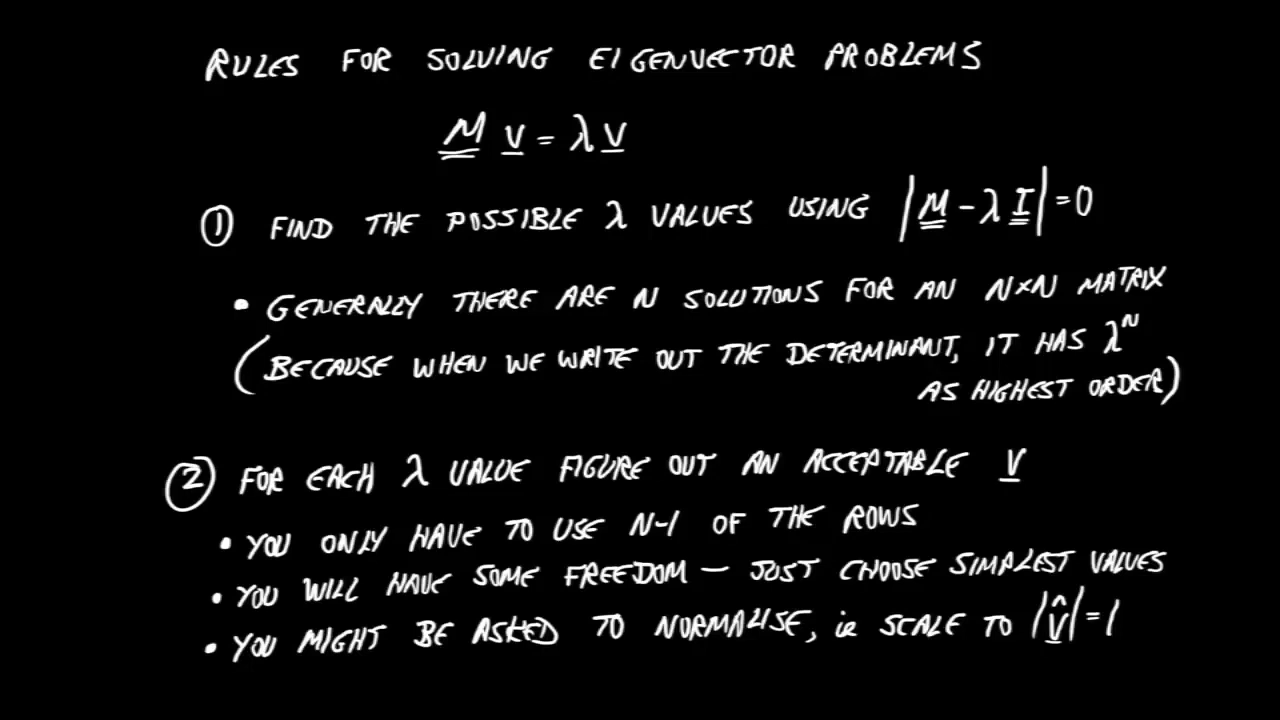 RULES FOR SOLVING EIGENVECTOR PROBLEMS
M v = λ v
① FIND THE POSSIBLE λ VALUES USING |M - λ I| = 0
• GENERALLY THERE ARE N SOLUTIONS FOR AN N×N MATRIX
(BECAUSE WHEN WE WRITE OUT THE DETERMINANT, IT HAS λᴺ
AS HIGHEST ORDER)
② FOR EACH λ VALUE FIGURE OUT AN ACCEPTABLE V
• YOU ONLY HAVE TO USE N-1 OF THE ROWS
• YOU WILL HAVE SOME FREEDOM — JUST CHOOSE SIMPLEST VALUES
• YOU MIGHT BE ASKED TO NORMALISE, ie SCALE TO |v̂| = 1